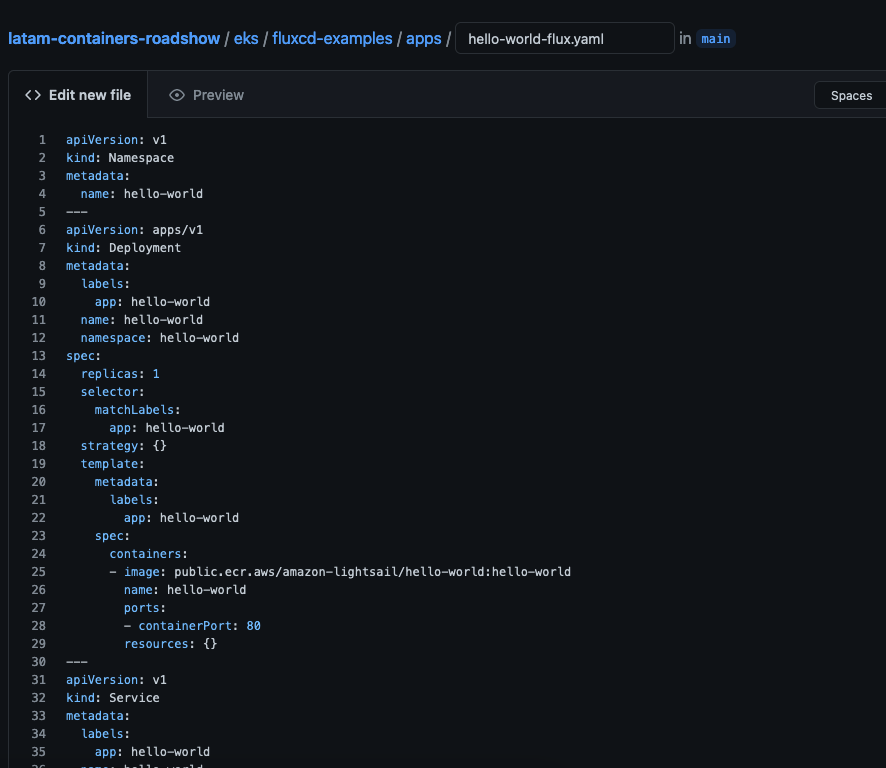 latam-containers-roadshow / eks / fluxcd-examples / apps / hello-world-flux.yaml in main
<> Edit new file Preview Spaces
1 apiVersion: v1
2 kind: Namespace
3 metadata:
4   name: hello-world
5 ---
6 apiVersion: apps/v1
7 kind: Deployment
8 metadata:
9   labels:
10     app: hello-world
11   name: hello-world
12   namespace: hello-world
13 spec:
14   replicas: 1
15   selector:
16     matchLabels:
17       app: hello-world
18   strategy: {}
19   template:
20     metadata:
21       labels:
22         app: hello-world
23     spec:
24       containers:
25       - image: public.ecr.aws/amazon-lightsail/hello-world:hello-world
26         name: hello-world
27         ports:
28         - containerPort: 80
29         resources: {}
30 ---
31 apiVersion: v1
32 kind: Service
33 metadata:
34   labels:
35     app: hello-world